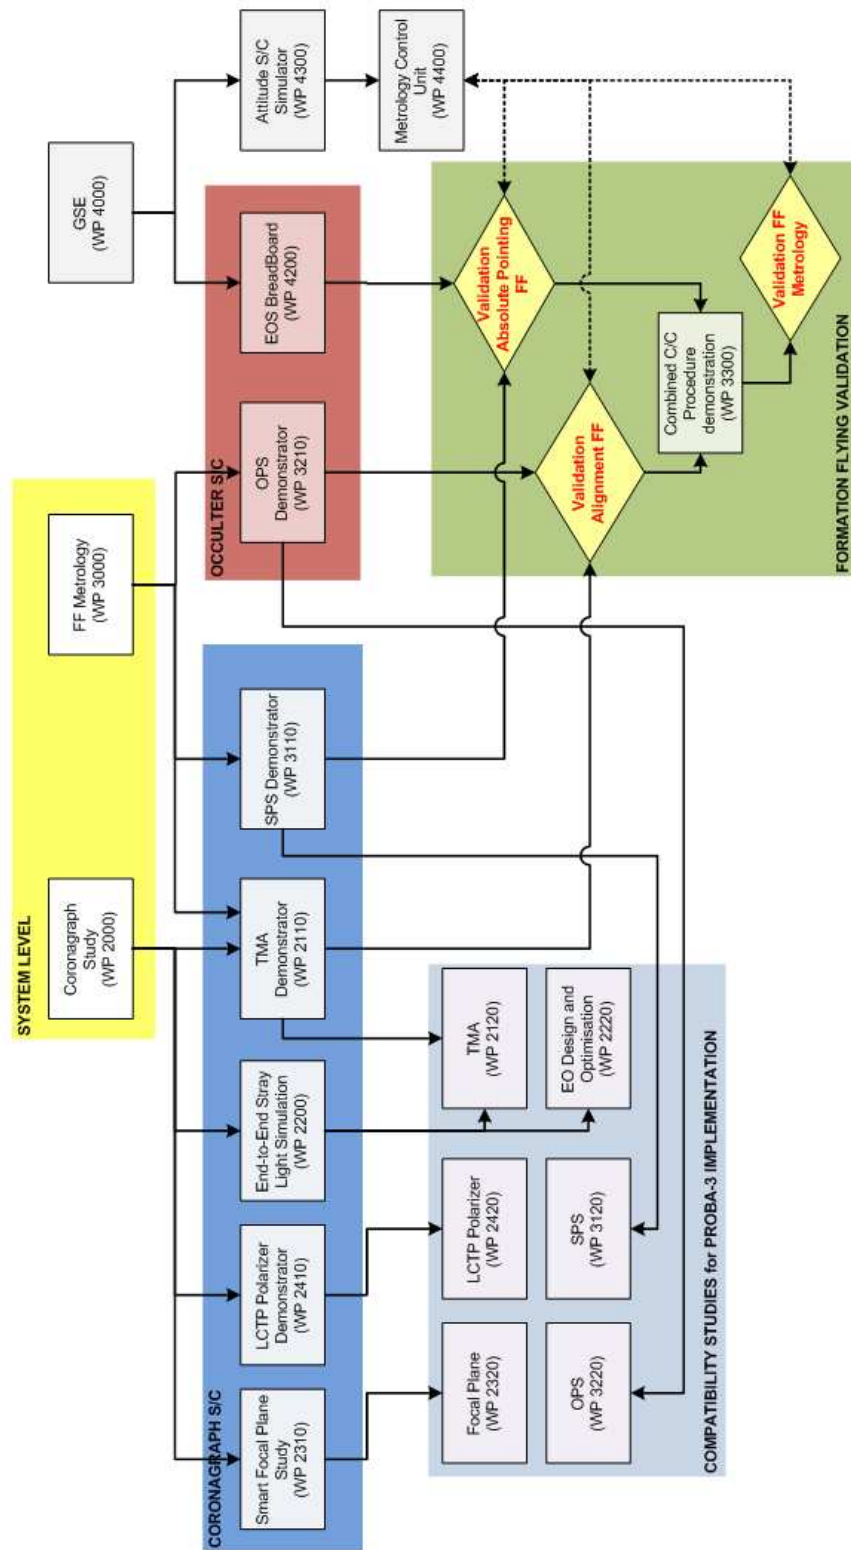 SYSTEM LEVEL
Coronagraph
Study
(WP 2000)
FF Metrology
(WP 3000)
GSE
(WP 4000)
CORONAGRAPH S/C
Smart Focal Plane
Study
(WP 2310)
LCTP Polarizer
Demonstrator
(WP 2410)
End-to-End Stray
Light Simulation
(WP 2200)
TMA
Demonstrator
(WP 2110)
SPS Demonstrator
(WP 3110)
OCCULTER S/C
OPS
Demonstrator
(WP 3210)
EOS BreadBoard
(WP 4200)
Attitude S/C
Simulator
(WP 4300)
Metrology Control
Unit
(WP 4400)
Focal Plane
(WP 2320)
LCTP Polarizer
(WP 2420)
TMA
(WP 2120)
OPS
(WP 3220)
SPS
(WP 3120)
EO Design and
Optimisation
(WP 2220)
COMPATIBILITY STUDIES for PROBA-3 IMPLEMENTATION
Validation
Absolute Pointing
FF
Validation
Alignment FF
Combined C/C
Procedure
demonstration
(WP 3300)
Validation FF
Metrology
FORMATION FLYING VALIDATION